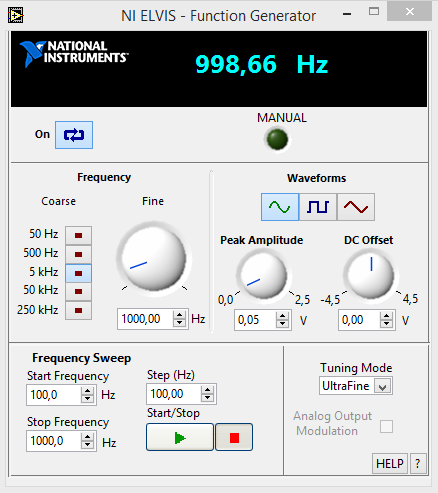 NI ELVIS - Function Generator
NATIONAL
INSTRUMENTS™
998,66 Hz
MANUAL
On
Frequency
Coarse Fine
50 Hz
500 Hz
5 kHz
50 kHz
250 kHz
1000,00 Hz
Waveforms
Peak Amplitude DC Offset
0,0 2,5 -4,5 4,5
0,05 V 0,00 V
Frequency Sweep
Start Frequency Step (Hz)
100,0 Hz 100,00
Stop Frequency Start/Stop
1000,0 Hz
Tuning Mode
UltraFine
Analog Output
Modulation
HELP ?